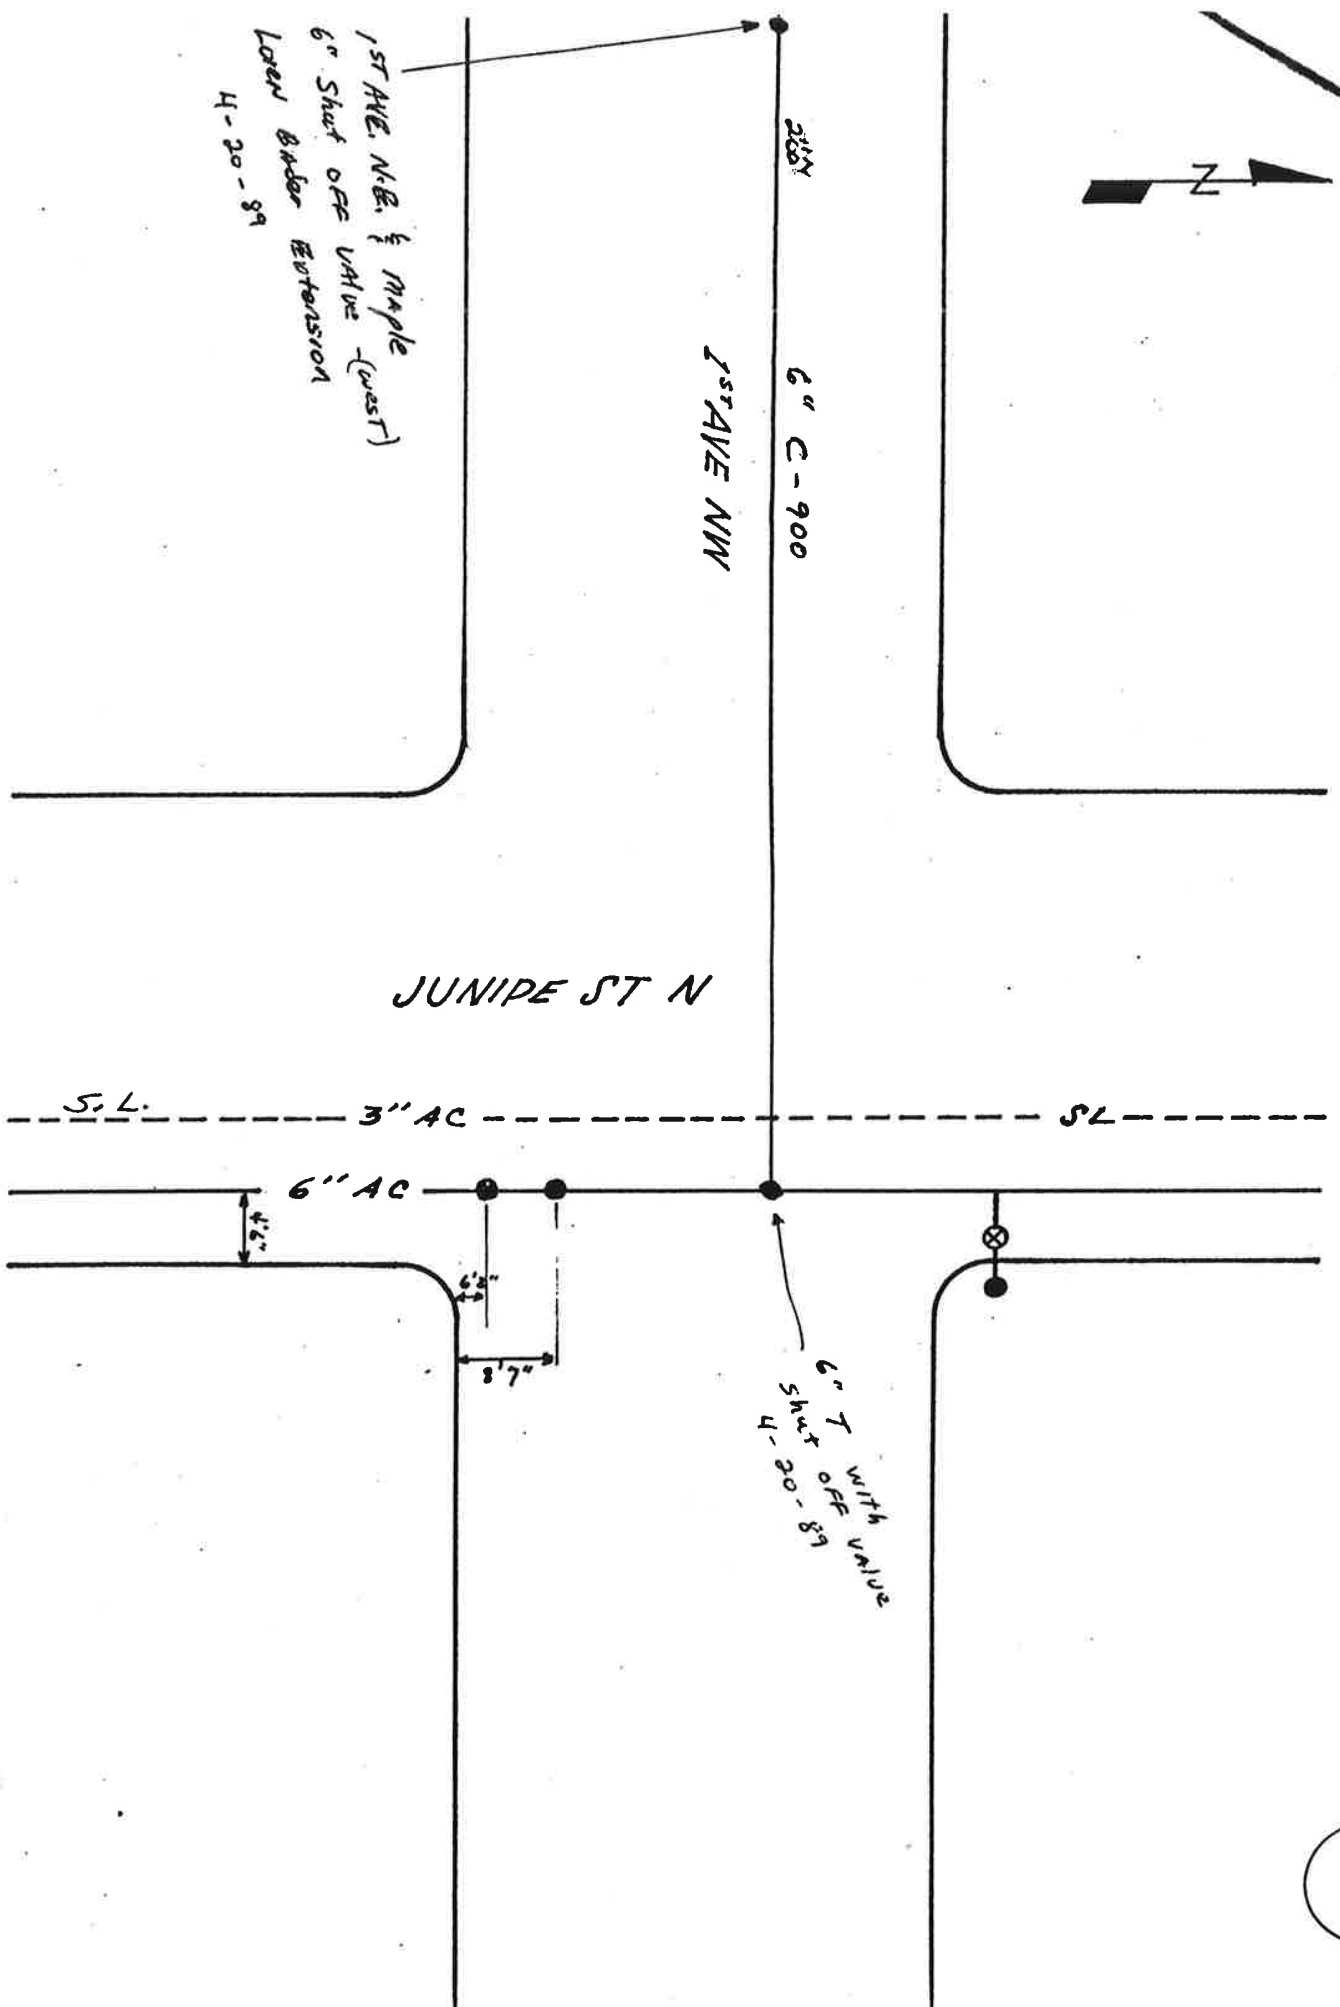 1ST AVE. N.E. & MAPle
6" Shut OFF VAlve -(wesT)
LoreN BAder Extension
4-20-89
N
6" C-900
1ST AVE NW
JUNIPE ST N
S.L.
3" AC
SL
6" AC
4'6"
6'2"
8'7"
6" T with
shut OFF VAlve
4-20-89